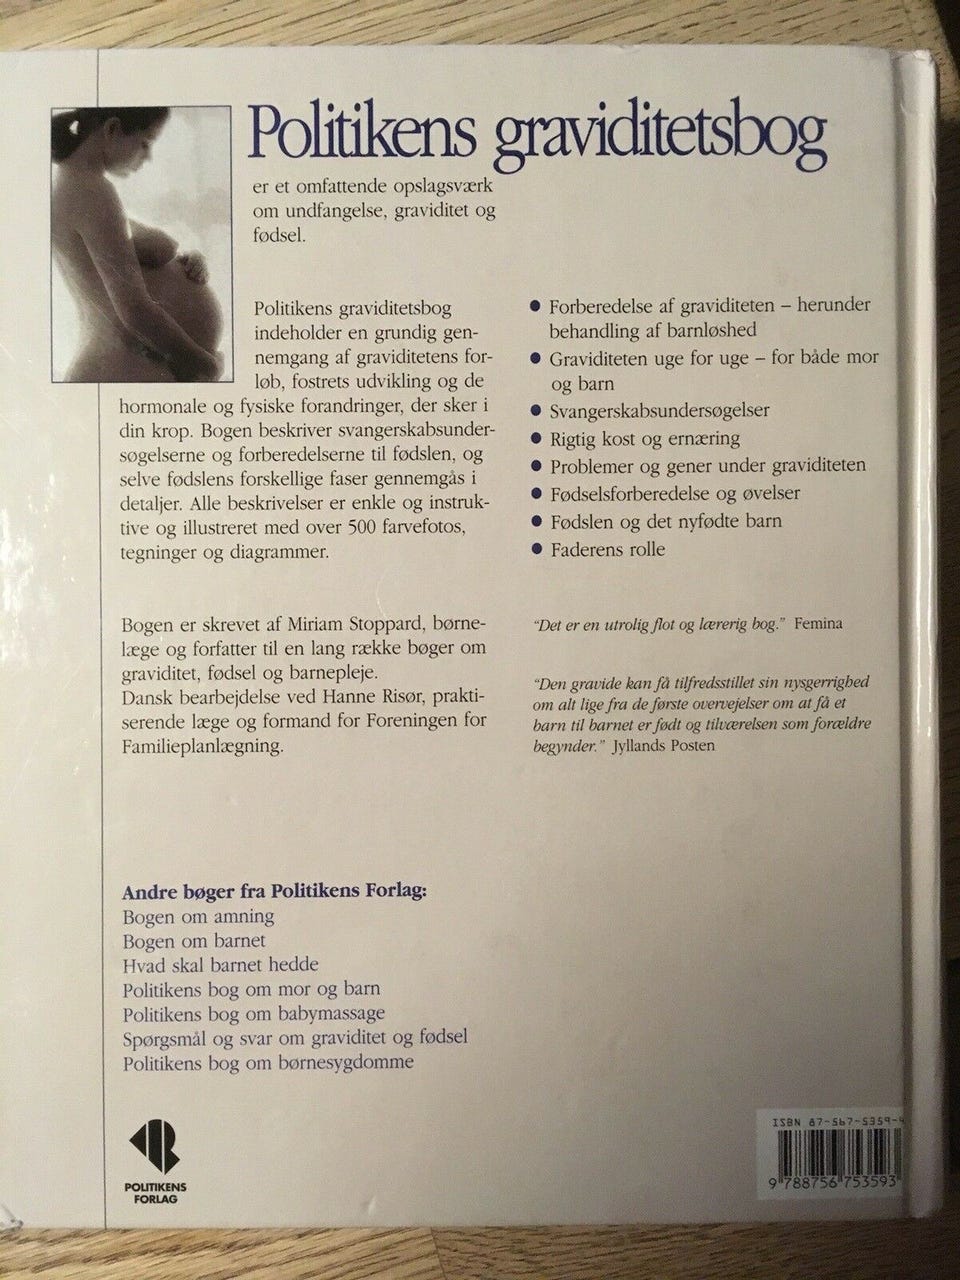 Politikens graviditetsbog
er et omfattende opslagsværk
om undfangelse, graviditet og
fødsel.
Politikens graviditetsbog
indeholder en grundig gen-
nemgang af graviditetens for-
løb, fostrets udvikling og de
hormonale og fysiske forandringer, der sker i
din krop. Bogen beskriver svangerskabsunder-
søgelserne og forberedelserne til fødslen, og
selve fødslens forskellige faser gennemgås i
detaljer. Alle beskrivelser er enkle og instruk-
tive og illustreret med over 500 farvefotos,
tegninger og diagrammer.
Bogen er skrevet af Miriam Stoppard, børne-
læge og forfatter til en lang række bøger om
graviditet, fødsel og barnepleje.
Dansk bearbejdelse ved Hanne Risør, prakti-
serende læge og formand for Foreningen for
Familieplanlægning.
● Forberedelse af graviditeten – herunder
behandling af barnløshed
● Graviditeten uge for uge – for både mor
og barn
● Svangerskabsundersøgelser
● Rigtig kost og ernæring
● Problemer og gener under graviditeten
● Fødselsforberedelse og øvelser
● Fødslen og det nyfødte barn
● Faderens rolle
"Det er en utrolig flot og lærerig bog." Femina
"Den gravide kan få tilfredsstillet sin nysgerrighed
om alt lige fra de første overvejelser om at få et
barn til barnet er født og tilværelsen som forældre
begynder." Jyllands Posten
Andre bøger fra Politikens Forlag:
Bogen om amning
Bogen om barnet
Hvad skal barnet hedde
Politikens bog om mor og barn
Politikens bog om babymassage
Spørgsmål og svar om graviditet og fødsel
Politikens bog om børnesygdomme
POLITIKENS
FORLAG
ISBN 87-567-5359-4
9 788756 753593